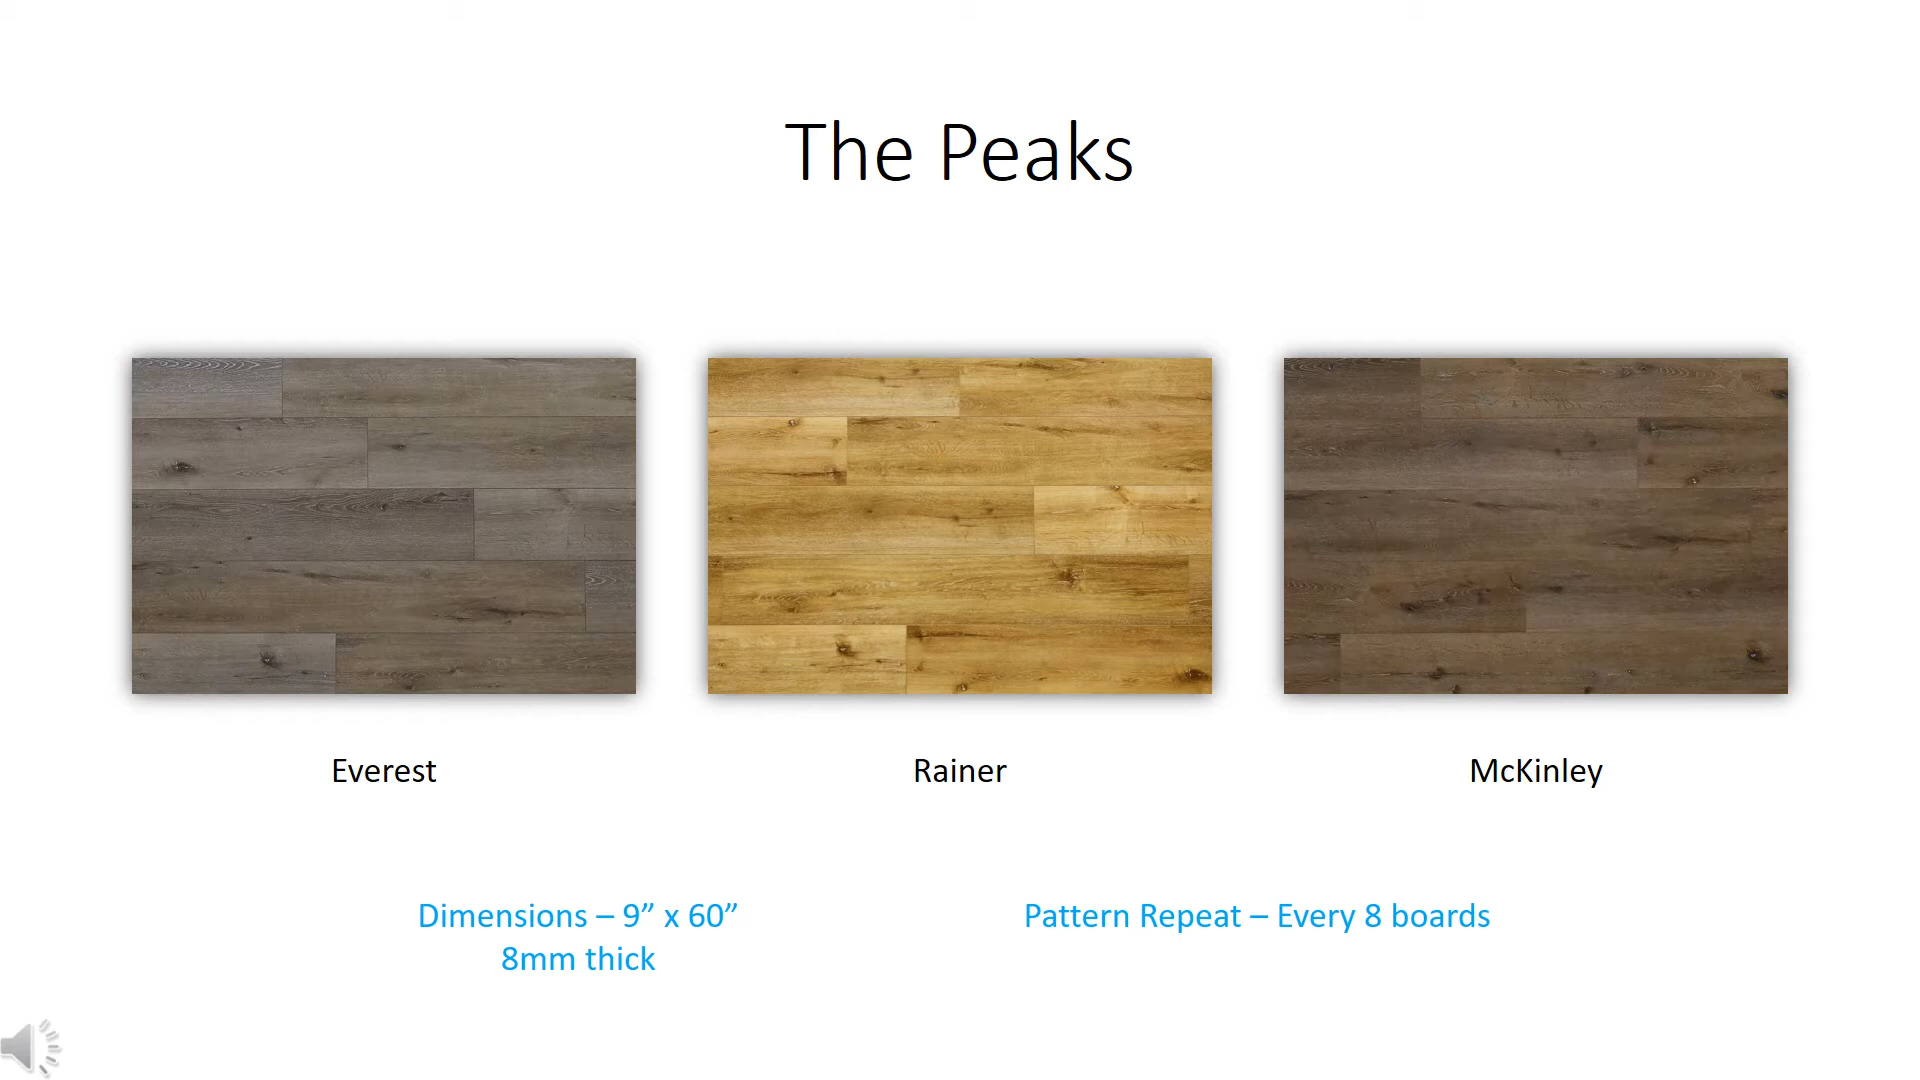 The Peaks
Everest
Rainer
McKinley
Dimensions – 9” x 60”
8mm thick
Pattern Repeat – Every 8 boards